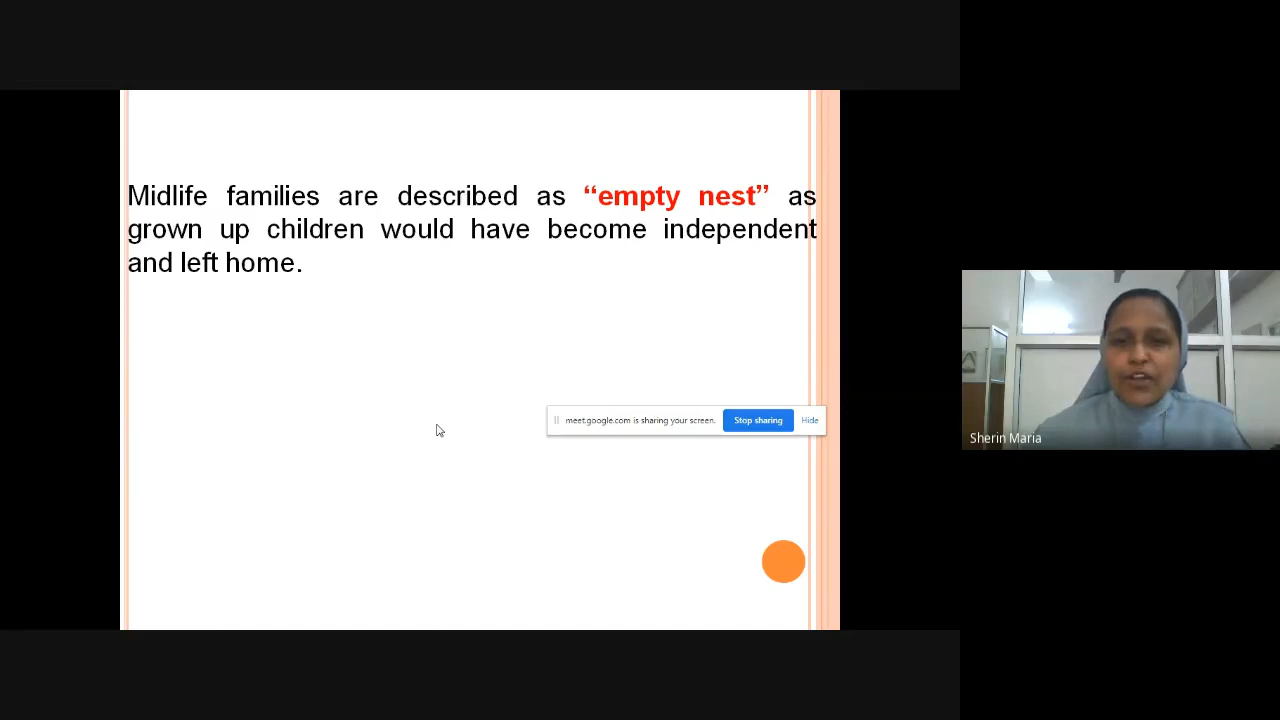 Midlife families are described as “empty nest” as
grown up children would have become independent
and left home.
meet.google.com is sharing your screen. Stop sharing Hide
Sherin Maria